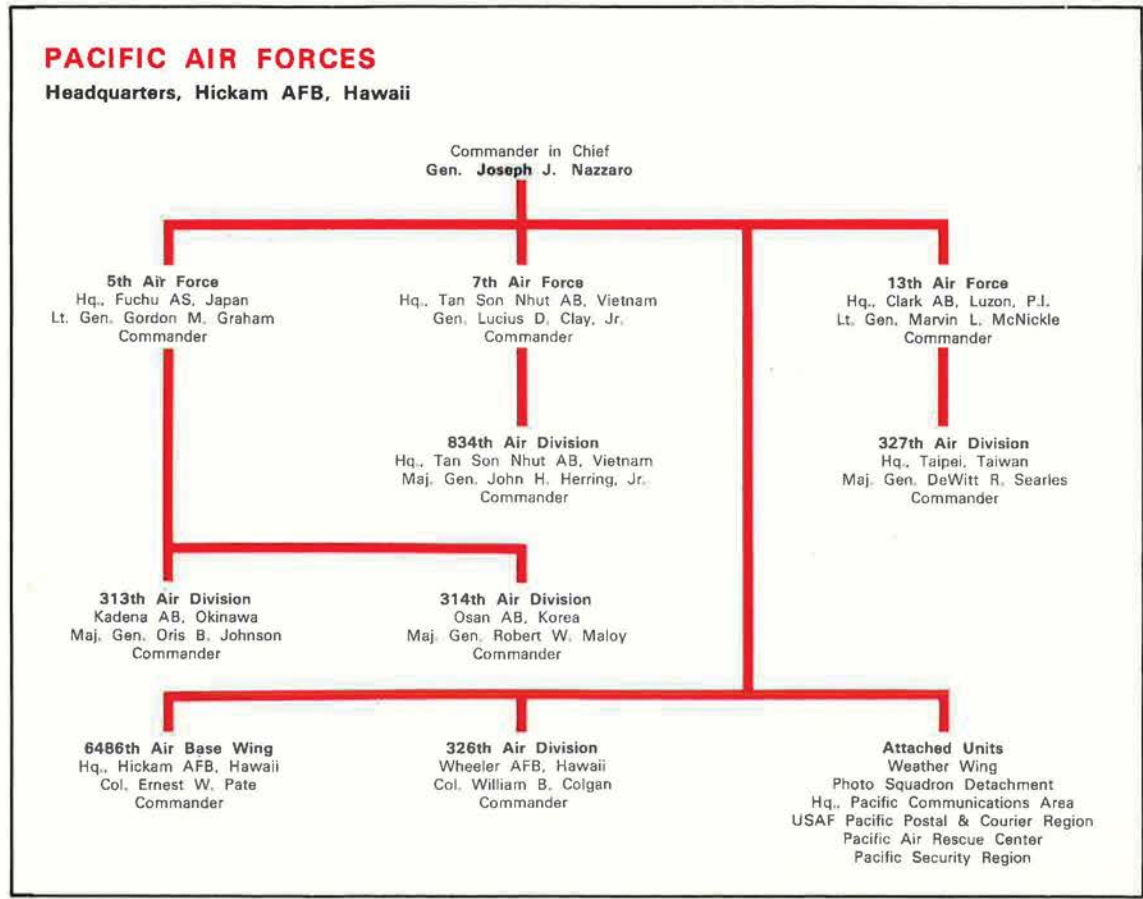 PACIFIC AIR FORCES
Headquarters, Hickam AFB, Hawaii
Commander in Chief
Gen. Joseph J. Nazzaro
5th Air Force
Hq., Fuchu AS, Japan
Lt. Gen. Gordon M. Graham
Commander
7th Air Force
Hq., Tan Son Nhut AB, Vietnam
Gen. Lucius D. Clay, Jr.
Commander
13th Air Force
Hq., Clark AB, Luzon, P.I.
Lt. Gen. Marvin L. McNickle
Commander
834th Air Division
Hq., Tan Son Nhut AB, Vietnam
Maj. Gen. John H. Herring, Jr.
Commander
327th Air Division
Hq., Taipei, Taiwan
Maj. Gen. DeWitt R. Searles
Commander
313th Air Division
Kadena AB, Okinawa
Maj. Gen. Oris B. Johnson
Commander
314th Air Division
Osan AB, Korea
Maj. Gen. Robert W. Maloy
Commander
6486th Air Base Wing
Hq., Hickam AFB, Hawaii
Col. Ernest W. Pate
Commander
326th Air Division
Wheeler AFB, Hawaii
Col. William B. Colgan
Commander
Attached Units
Weather Wing
Photo Squadron Detachment
Hq., Pacific Communications Area
USAF Pacific Postal & Courier Region
Pacific Air Rescue Center
Pacific Security Region